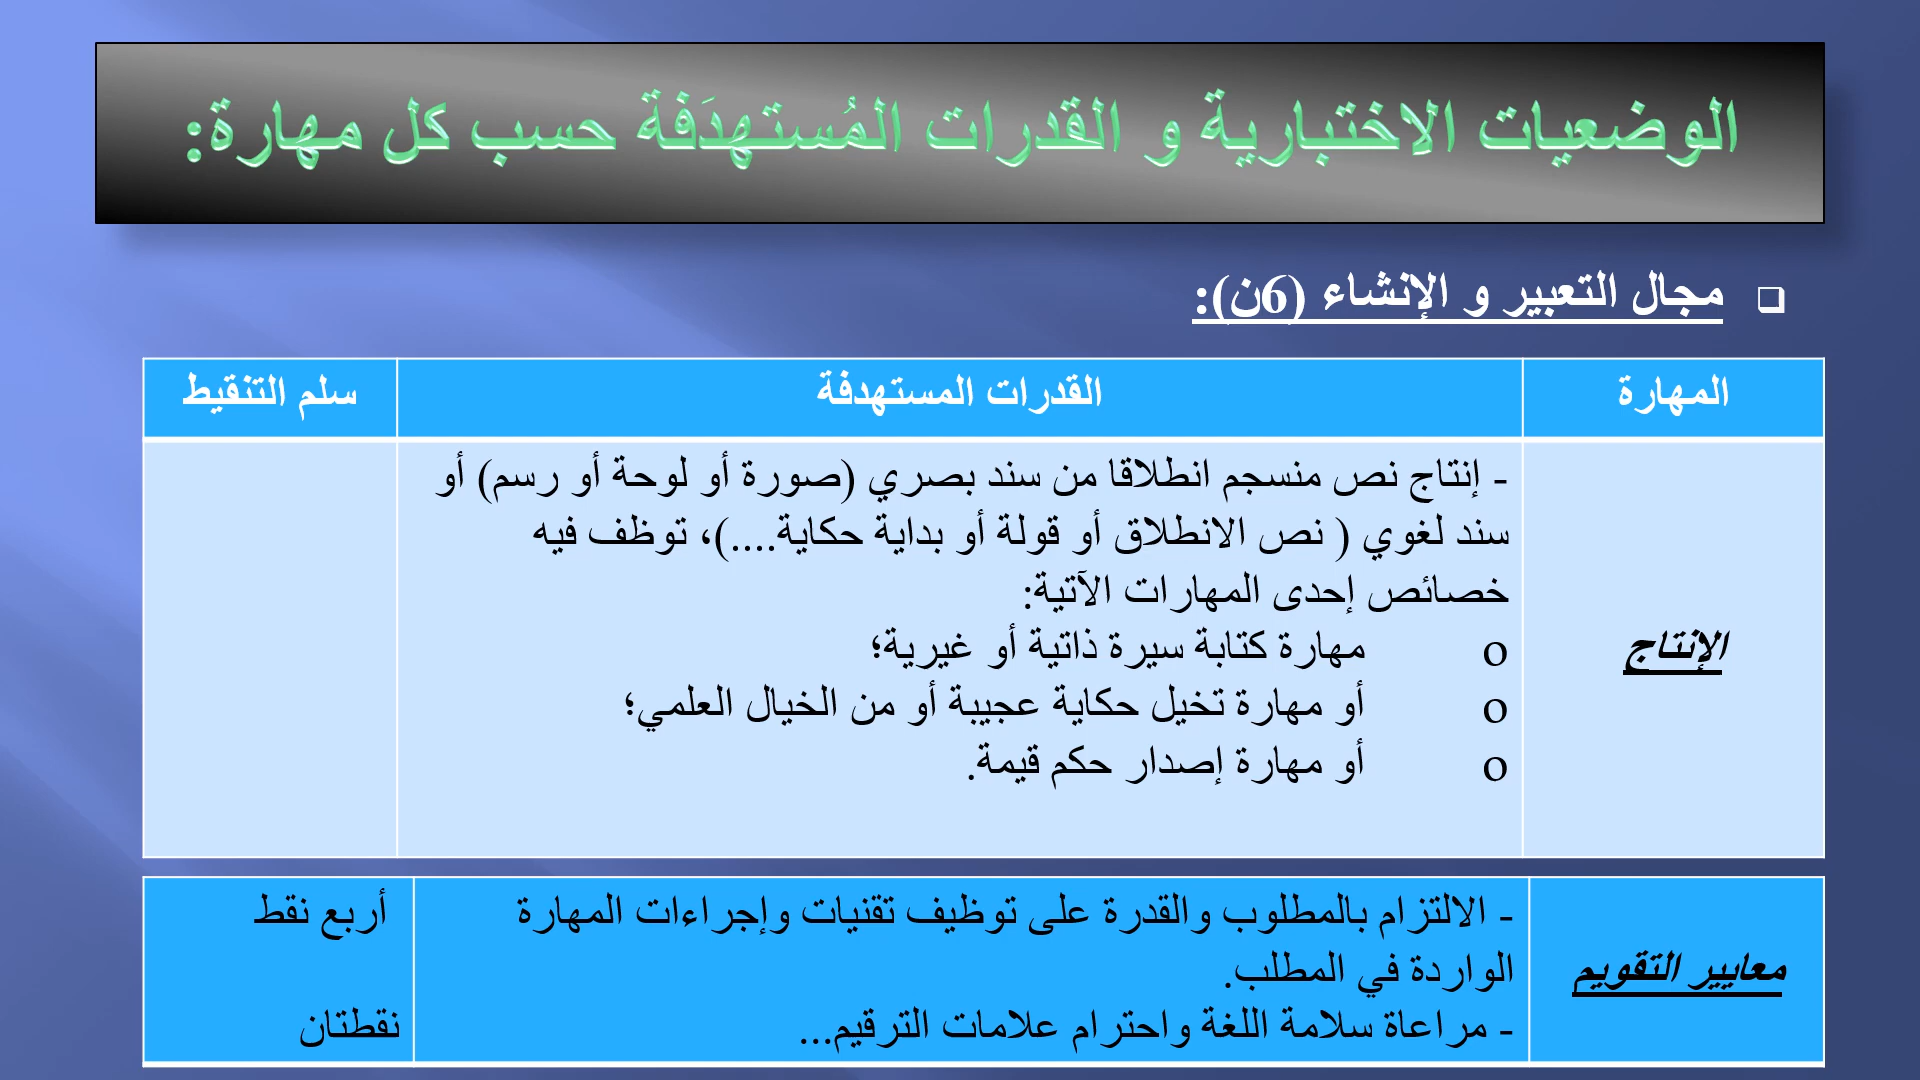 الوضعيات الاختبارية و القدرات المُستهدَفة حسب كل مهارة:
❑ مجال التعبير و الإنشاء (6ن):
المهارة
القدرات المستهدفة
سلم التنقيط
الإنتاج
- إنتاج نص منسجم انطلاقا من سند بصري (صورة أو لوحة أو رسم) أو
سند لغوي ( نص الانطلاق أو قولة أو بداية حكاية....)، توظف فيه
خصائص إحدى المهارات الآتية:
o مهارة كتابة سيرة ذاتية أو غيرية؛
o أو مهارة تخيل حكاية عجيبة أو من الخيال العلمي؛
o أو مهارة إصدار حكم قيمة.
معايير التقويم
- الالتزام بالمطلوب والقدرة على توظيف تقنيات وإجراءات المهارة
الواردة في المطلب.
- مراعاة سلامة اللغة واحترام علامات الترقيم...
أربع نقط
نقطتان